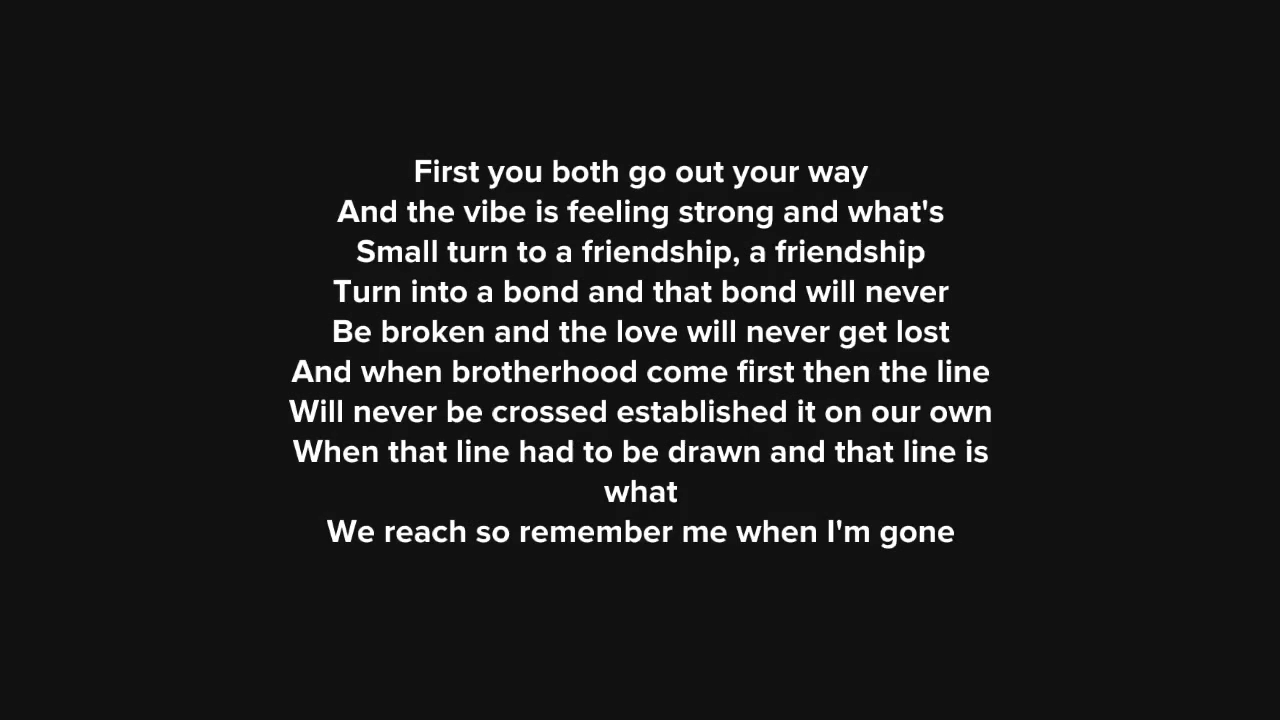 First you both go out your way
And the vibe is feeling strong and what's
Small turn to a friendship, a friendship
Turn into a bond and that bond will never
Be broken and the love will never get lost
And when brotherhood come first then the line
Will never be crossed established it on our own
When that line had to be drawn and that line is
what
We reach so remember me when I'm gone